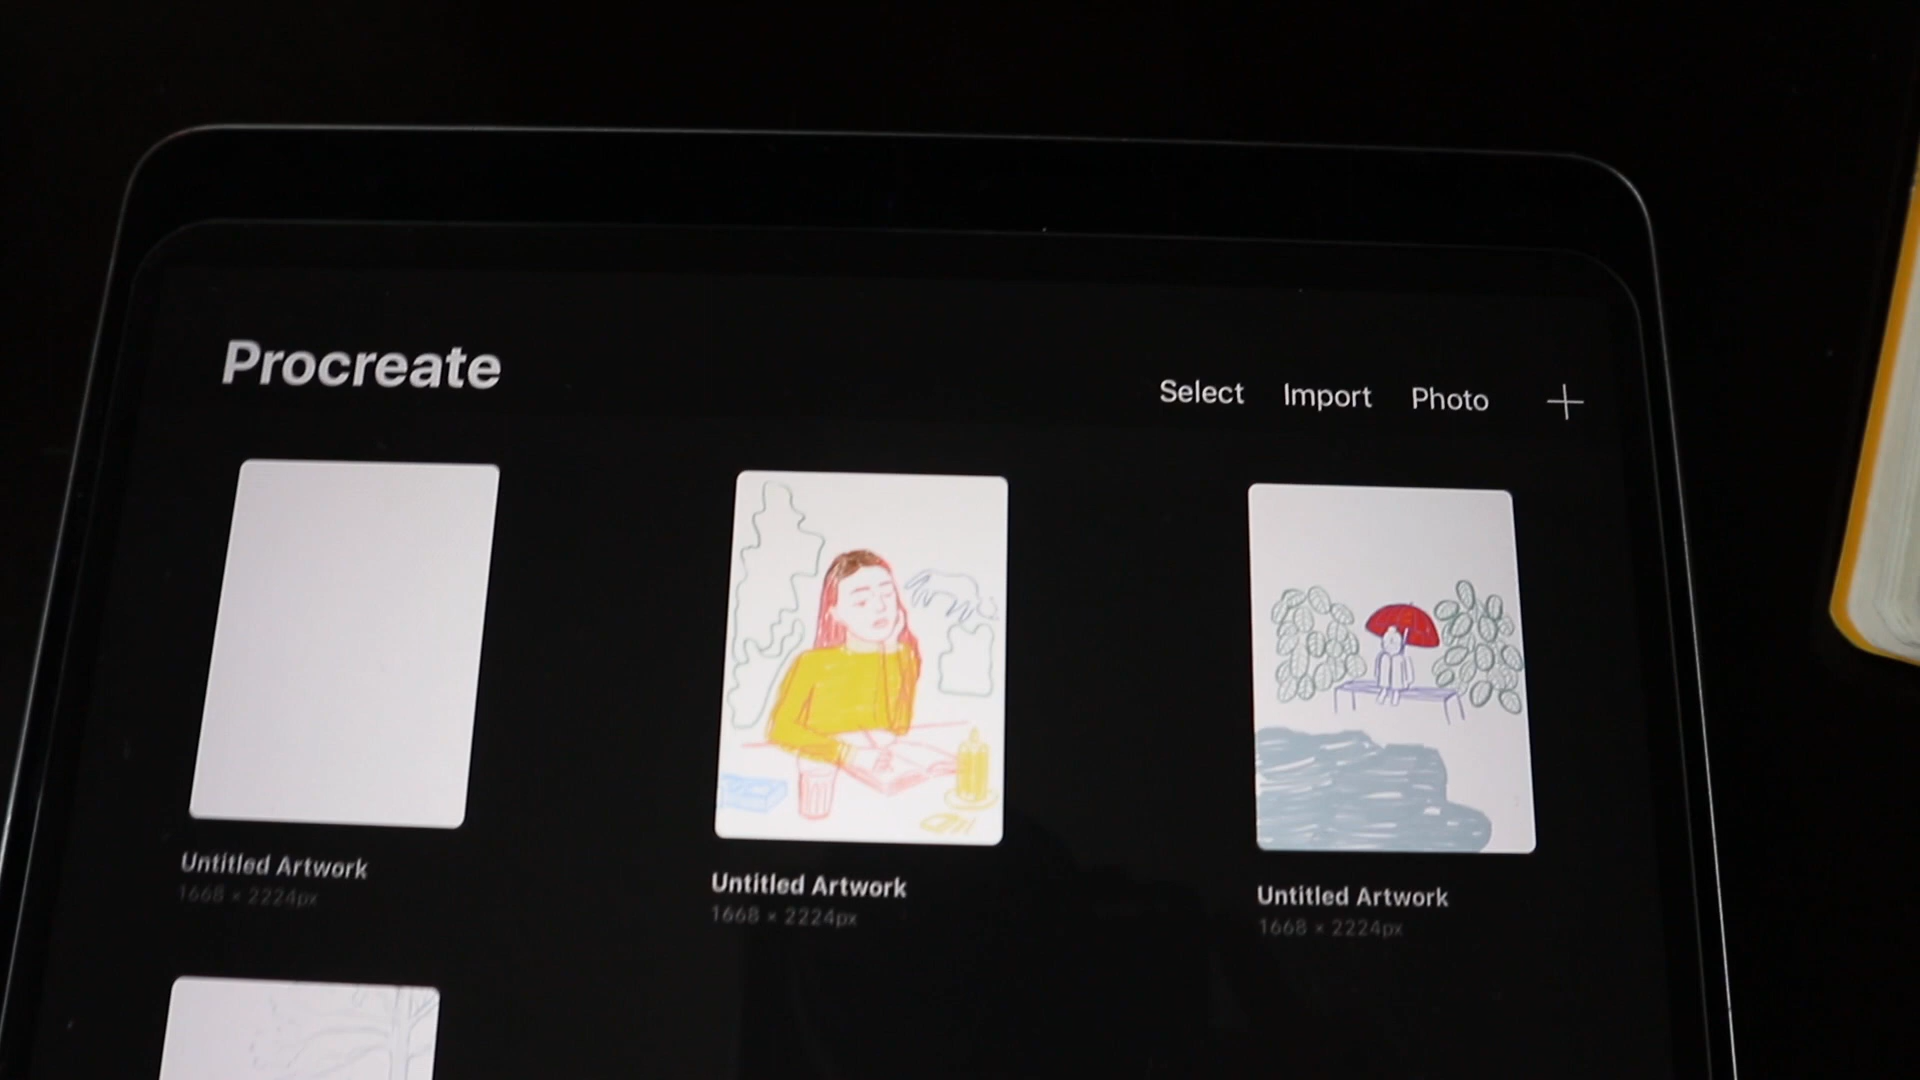 Procreate
Select Import Photo
Untitled Artwork
1668 × 2224px
Untitled Artwork
1668 × 2224px
Untitled Artwork
1668 × 2224px